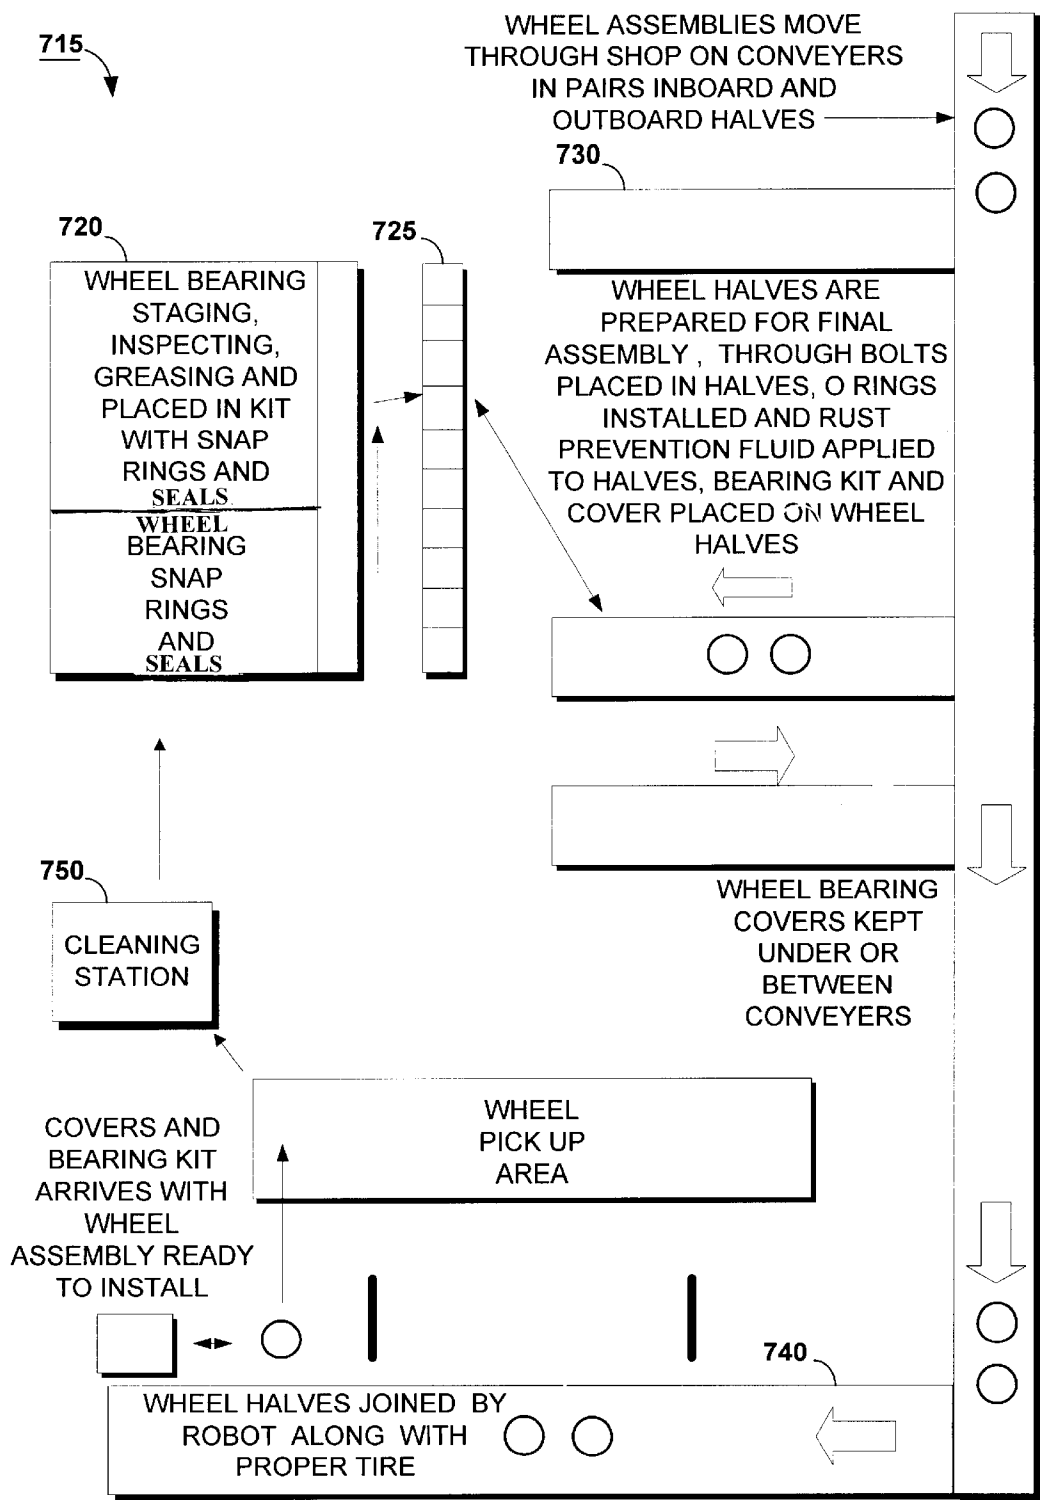 715
WHEEL ASSEMBLIES MOVE
THROUGH SHOP ON CONVEYERS
IN PAIRS INBOARD AND
OUTBOARD HALVES
730
720
725
WHEEL BEARING
STAGING,
INSPECTING,
GREASING AND
PLACED IN KIT
WITH SNAP
RINGS AND
SEALS
WHEEL
BEARING
SNAP
RINGS
AND
SEALS
WHEEL HALVES ARE
PREPARED FOR FINAL
ASSEMBLY , THROUGH BOLTS
PLACED IN HALVES, O RINGS
INSTALLED AND RUST
PREVENTION FLUID APPLIED
TO HALVES, BEARING KIT AND
COVER PLACED ON WHEEL
HALVES
750
CLEANING
STATION
WHEEL BEARING
COVERS KEPT
UNDER OR
BETWEEN
CONVEYERS
WHEEL
PICK UP
AREA
COVERS AND
BEARING KIT
ARRIVES WITH
WHEEL
ASSEMBLY READY
TO INSTALL
740
WHEEL HALVES JOINED BY
ROBOT ALONG WITH
PROPER TIRE